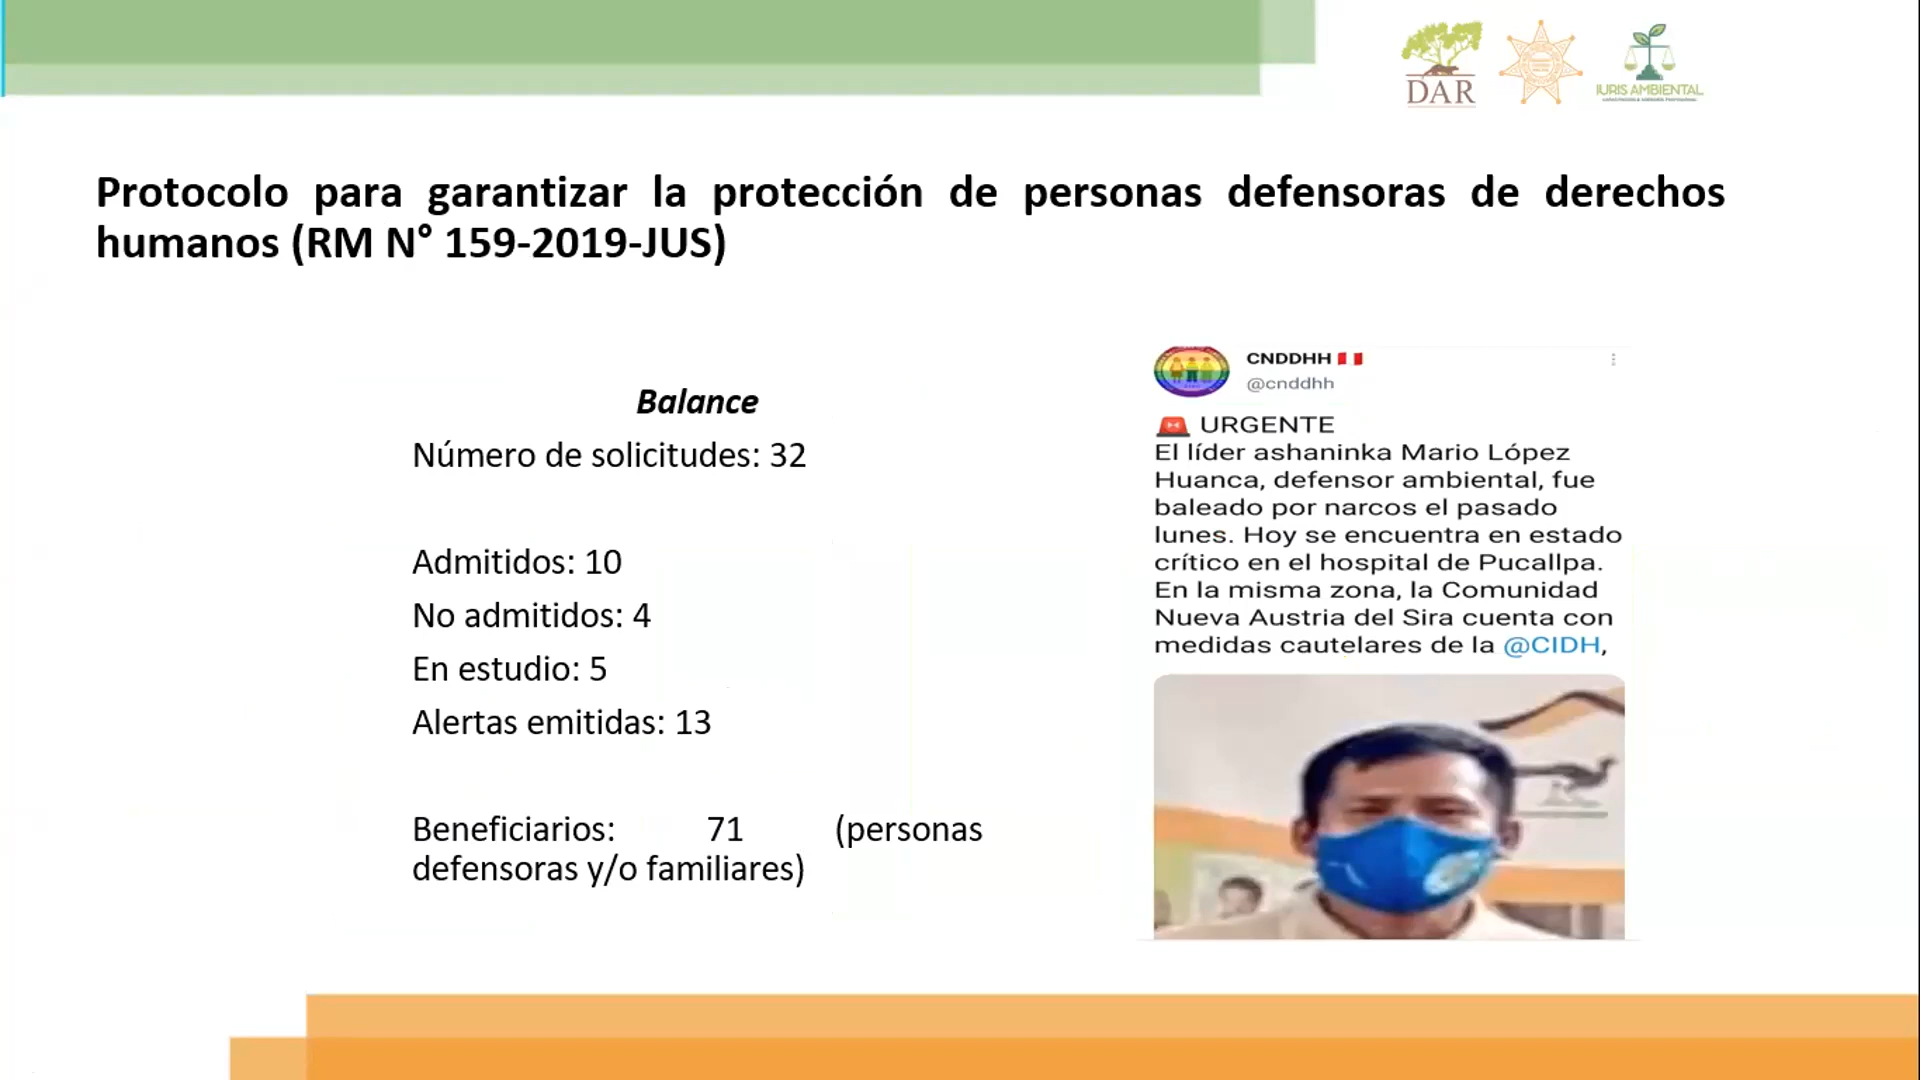 DAR
IURIS AMBIENTAL
Protocolo para garantizar la protección de personas defensoras de derechos
humanos (RM N° 159-2019-JUS)
Balance
Número de solicitudes: 32
Admitidos: 10
No admitidos: 4
En estudio: 5
Alertas emitidas: 13
Beneficiarios: 71 (personas
defensoras y/o familiares)
CNDDHH
@cnddhh
URGENTE
El líder ashaninka Mario López
Huanca, defensor ambiental, fue
baleado por narcos el pasado
lunes. Hoy se encuentra en estado
crítico en el hospital de Pucallpa.
En la misma zona, la Comunidad
Nueva Austria del Sira cuenta con
medidas cautelares de la @CIDH,